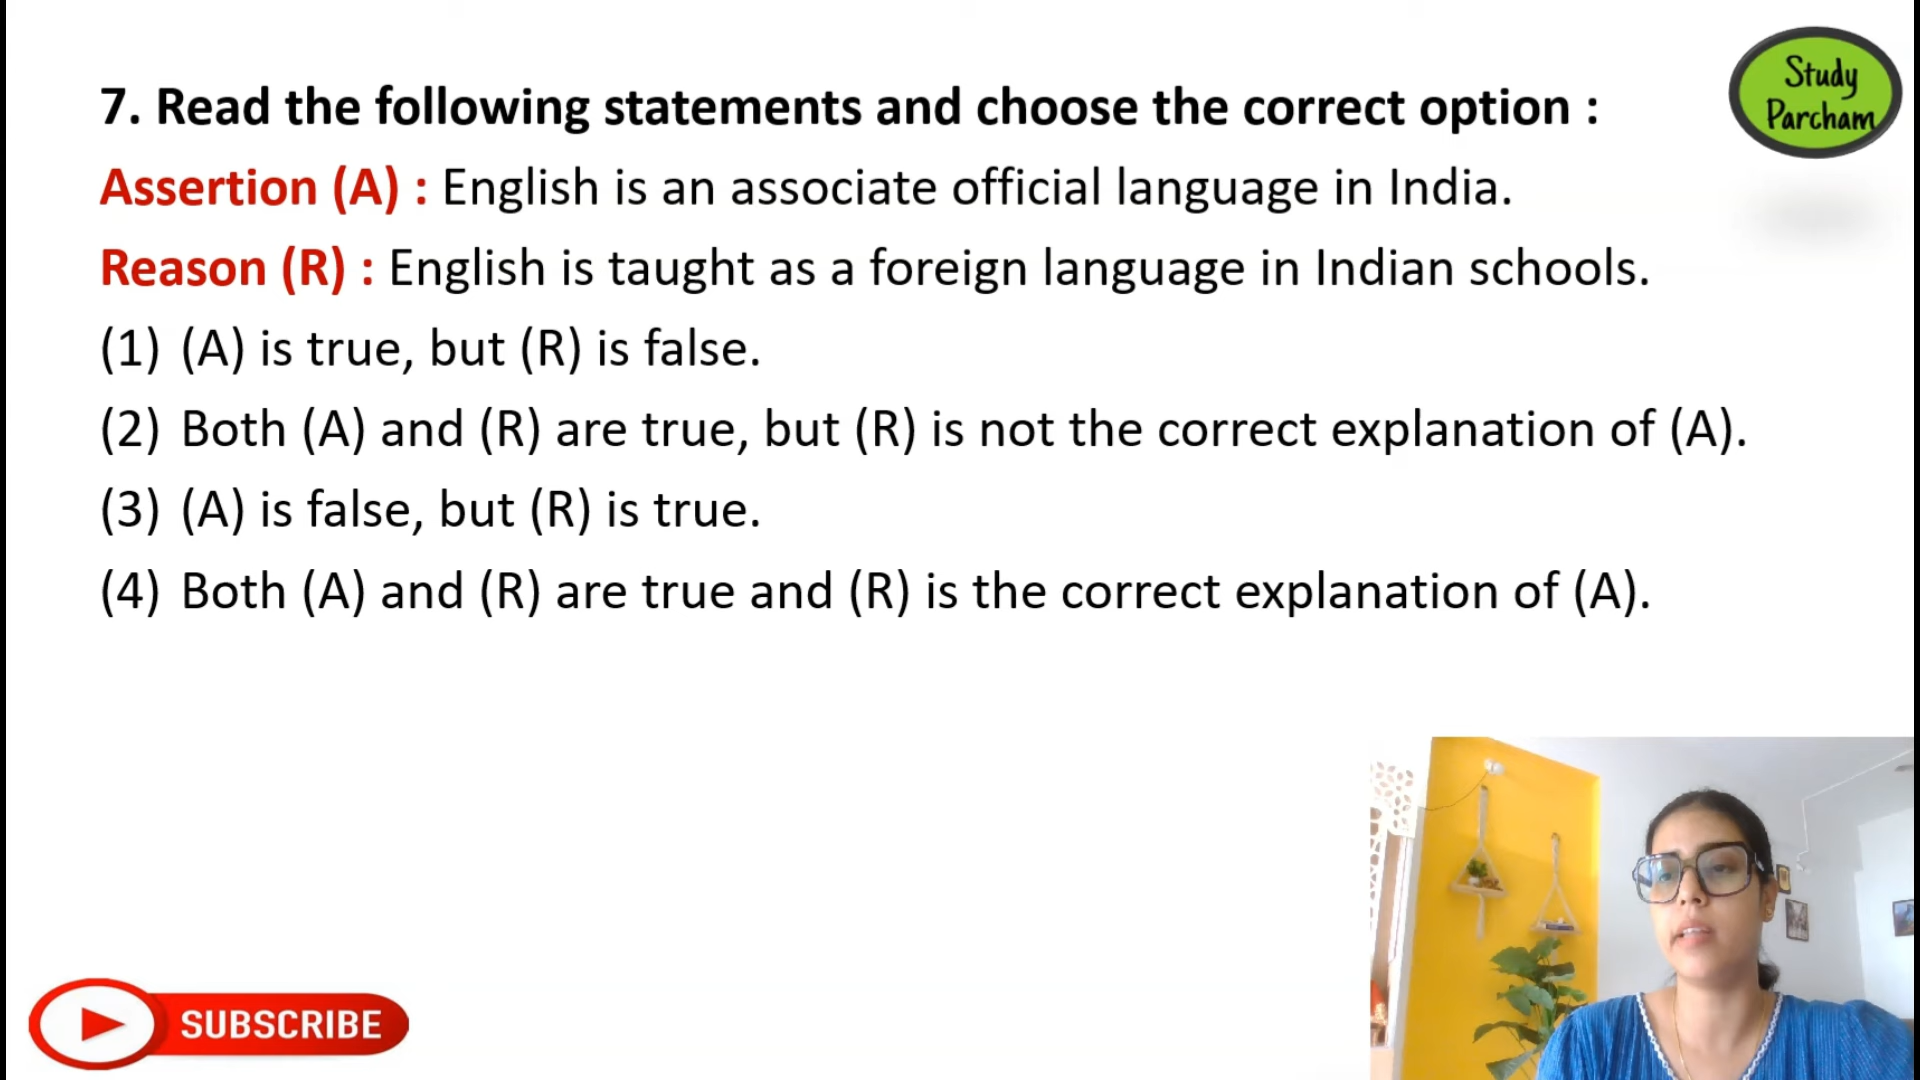 7. Read the following statements and choose the correct option :
Study
Parcham
Assertion (A) : English is an associate official language in India.
Reason (R) : English is taught as a foreign language in Indian schools.
(1) (A) is true, but (R) is false.
(2) Both (A) and (R) are true, but (R) is not the correct explanation of (A).
(3) (A) is false, but (R) is true.
(4) Both (A) and (R) are true and (R) is the correct explanation of (A).
SUBSCRIBE